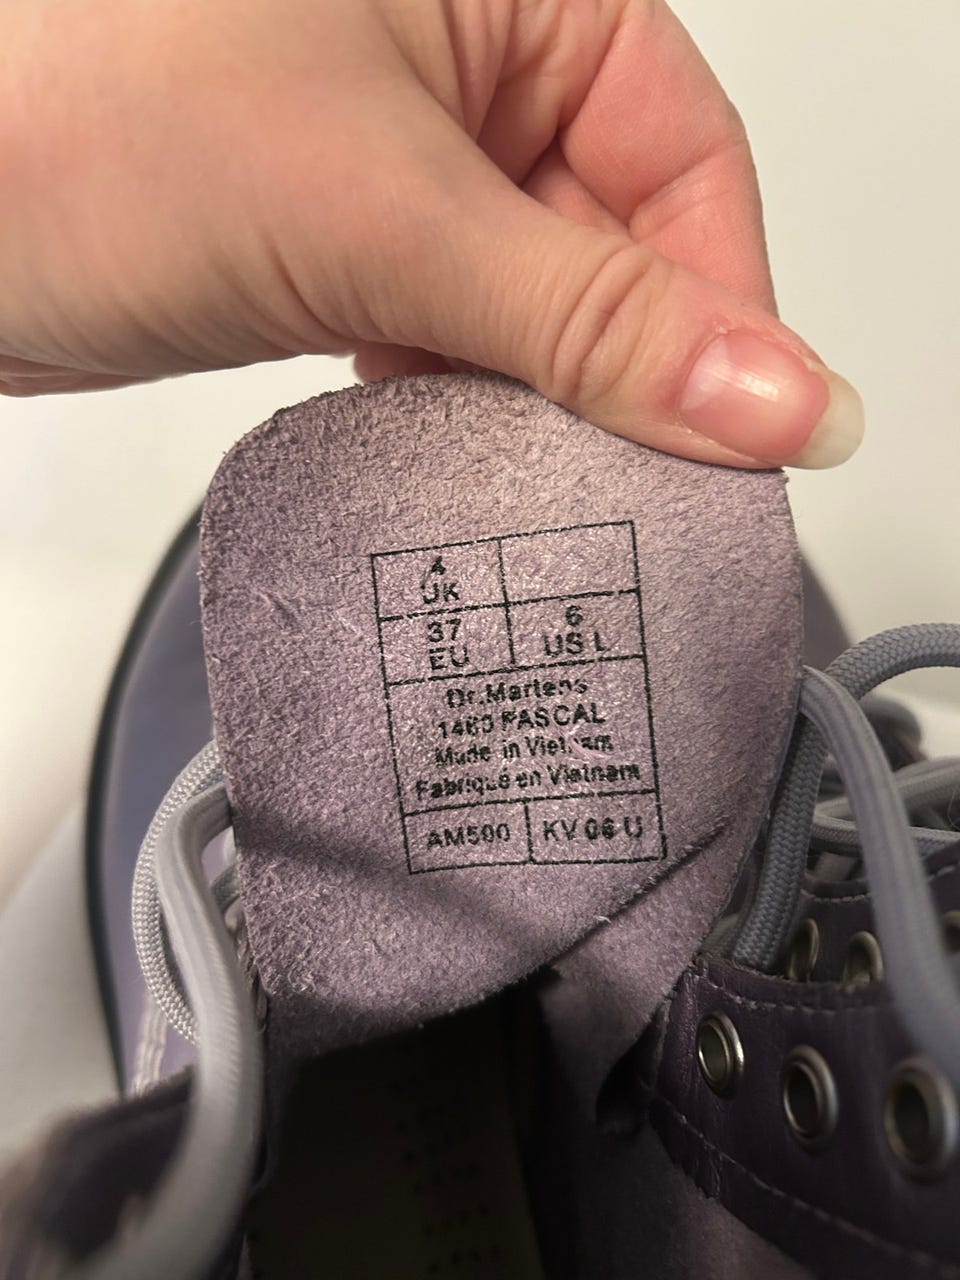 4
UK
37
EU
6
US L
Dr.Martens
1460 PASCAL
Made in Vietnam
Fabriqué en Vietnam
AM500
KV 06 U